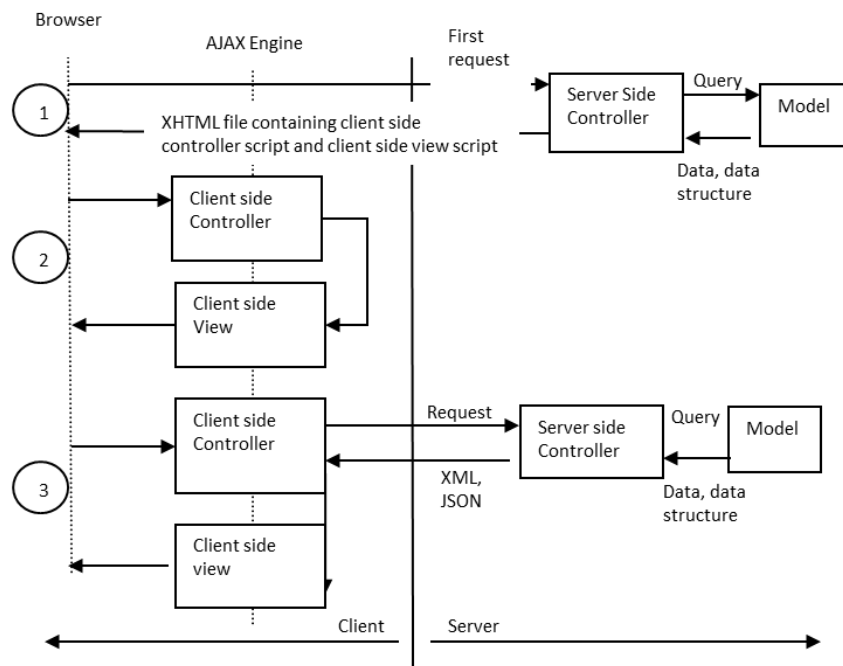 Browser
AJAX Engine
First
request
1
XHTML file containing client side
controller script and client side view script
Server Side
Controller
Query
Model
Data, data
structure
Client side
Controller
2
Client side
View
Client side
Controller
Request
Server side
Controller
Query
Model
XML,
JSON
Data, data
structure
3
Client side
view
Client
Server